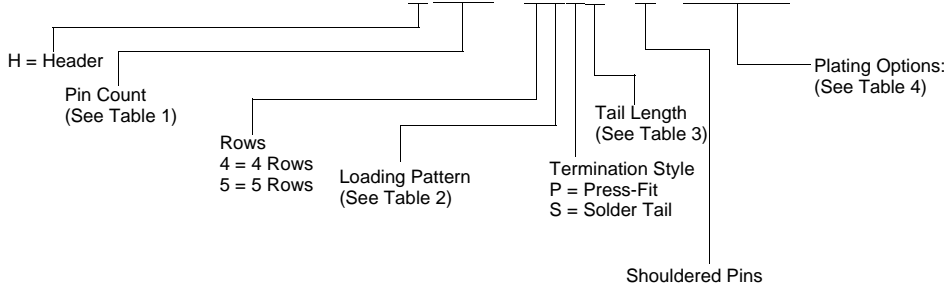 H = Header
Pin Count
(See Table 1)
Rows
4 = 4 Rows
5 = 5 Rows
Loading Pattern
(See Table 2)
Termination Style
P = Press-Fit
S = Solder Tail
Tail Length
(See Table 3)
Shouldered Pins
Plating Options:
(See Table 4)